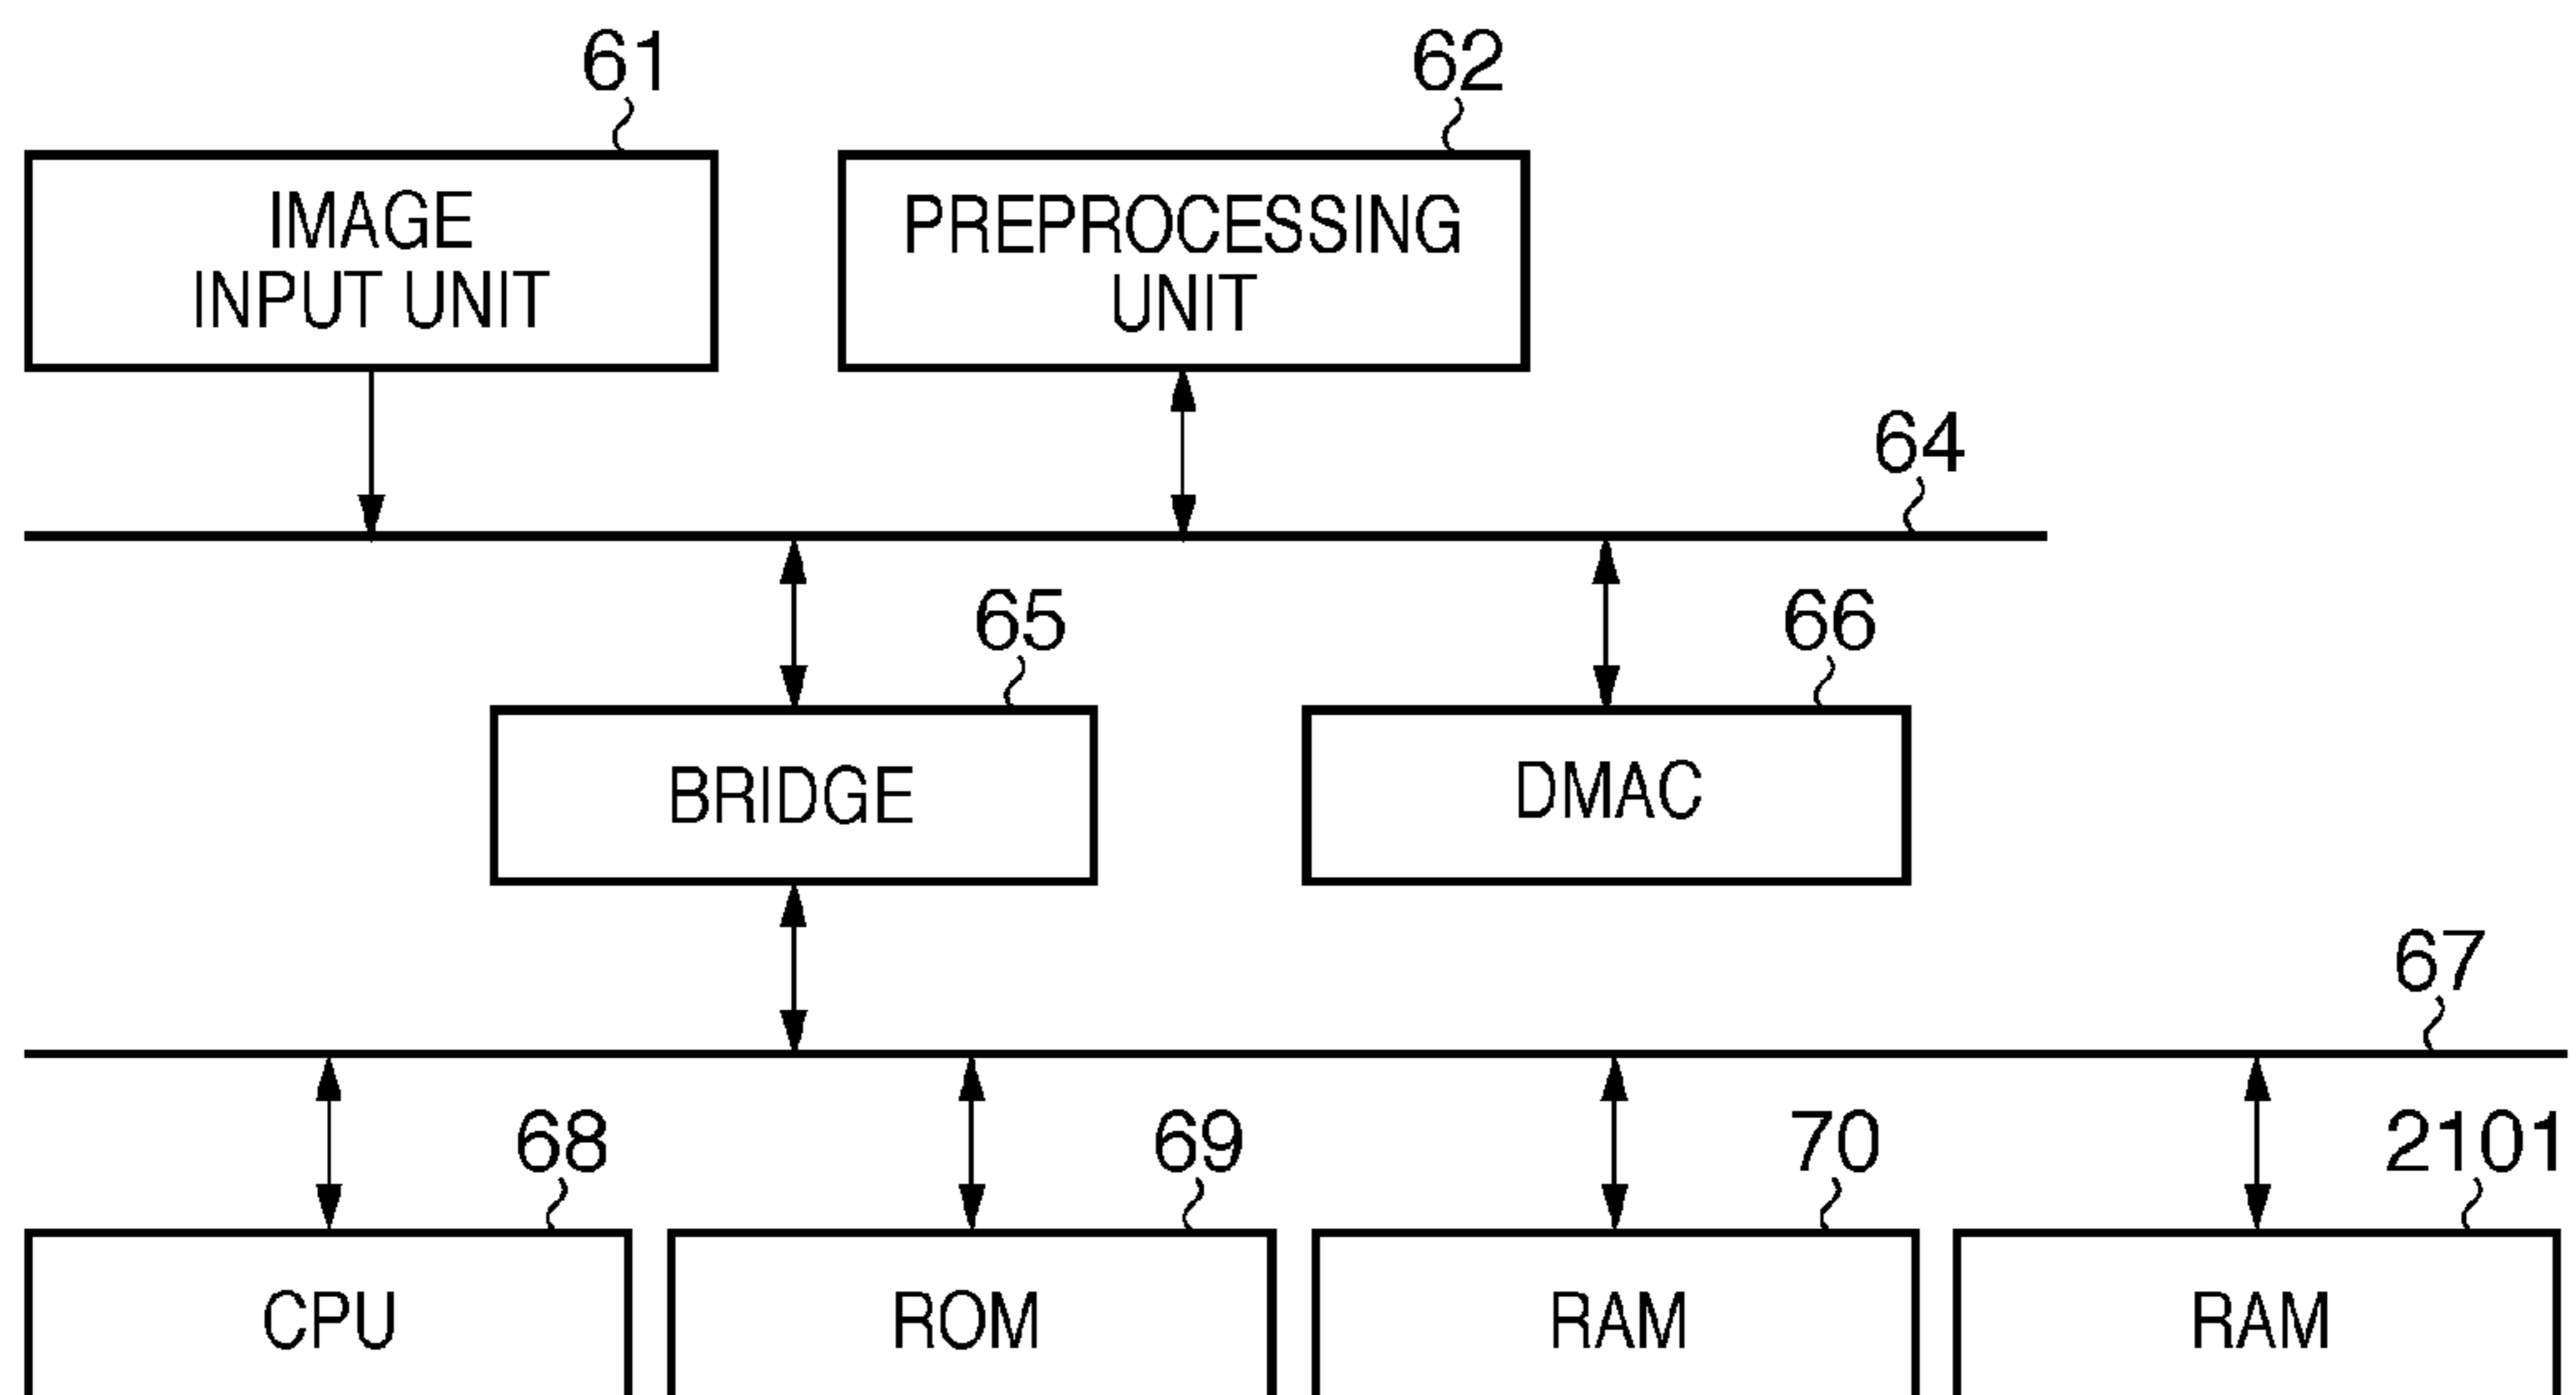 61
62
IMAGE
INPUT UNIT
PREPROCESSING
UNIT
64
65
66
BRIDGE
DMAC
67
68
69
70
2101
CPU
ROM
RAM
RAM